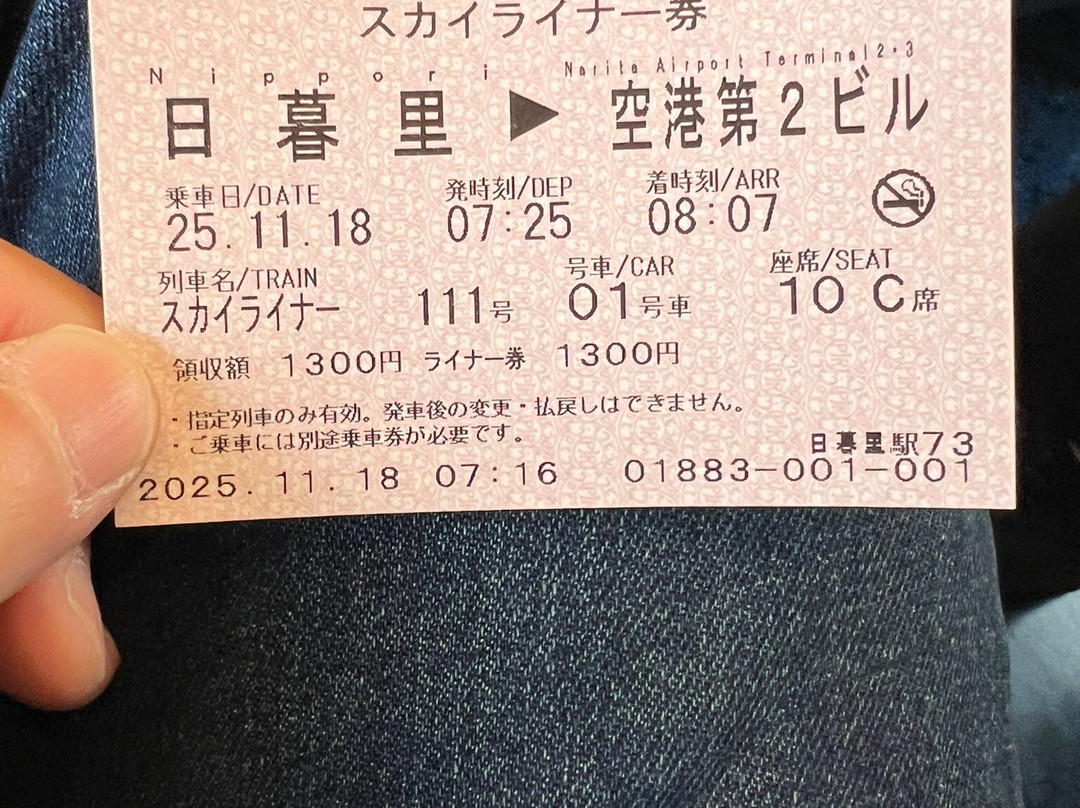 スカイライナー券
Nippori Narita Airport Terminal2・3
日暮里 ▶ 空港第2ビル
乗車日/DATE 発時刻/DEP 着時刻/ARR
25.11.18 07:25 08:07
列車名/TRAIN 号車/CAR 座席/SEAT
スカイライナー 111号 01号車 10 C席
領収額 1300円 ライナー券 1300円
・指定列車のみ有効。発車後の変更・払戻しはできません。
・ご乗車には別途乗車券が必要です。
日暮里駅73
2025.11.18 07:16 01883-001-001